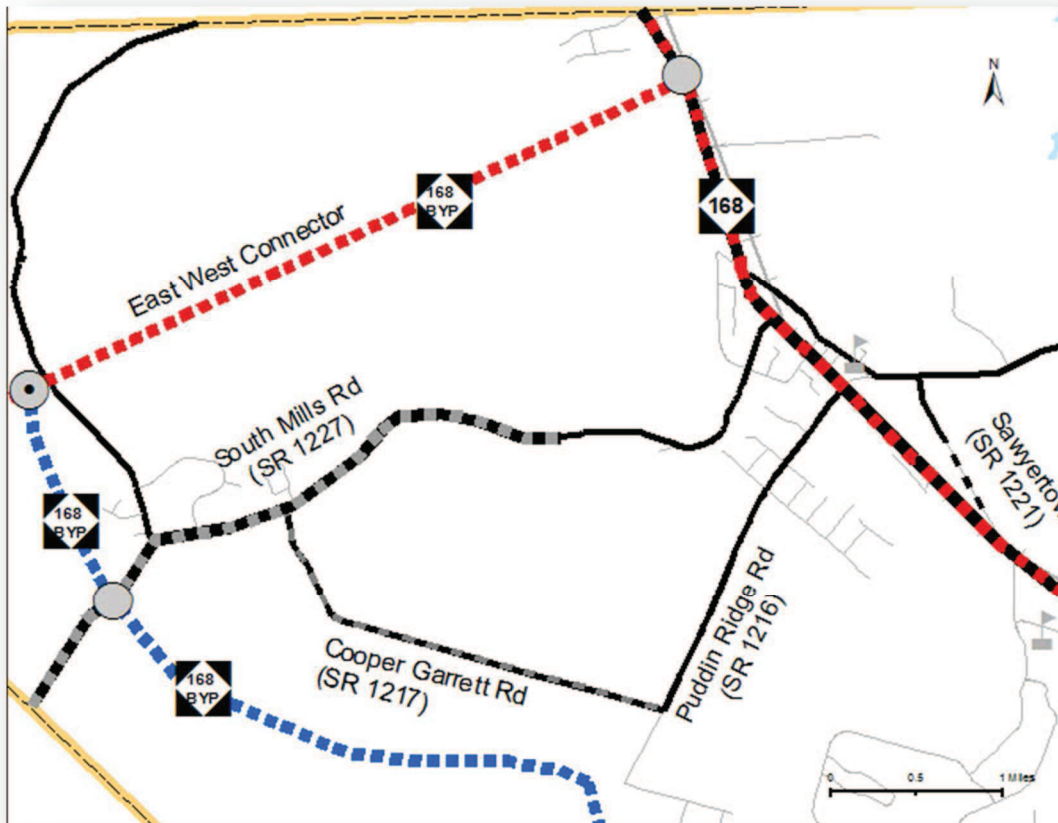 N
168
BYP
168
East West Connector
South Mills Rd
(SR 1227)
Sawyertow
(SR 1221)
168
BYP
Puddin Ridge Rd
(SR 1216)
Cooper Garrett Rd
(SR 1217)
168
BYP
0 0.5 1 Miles